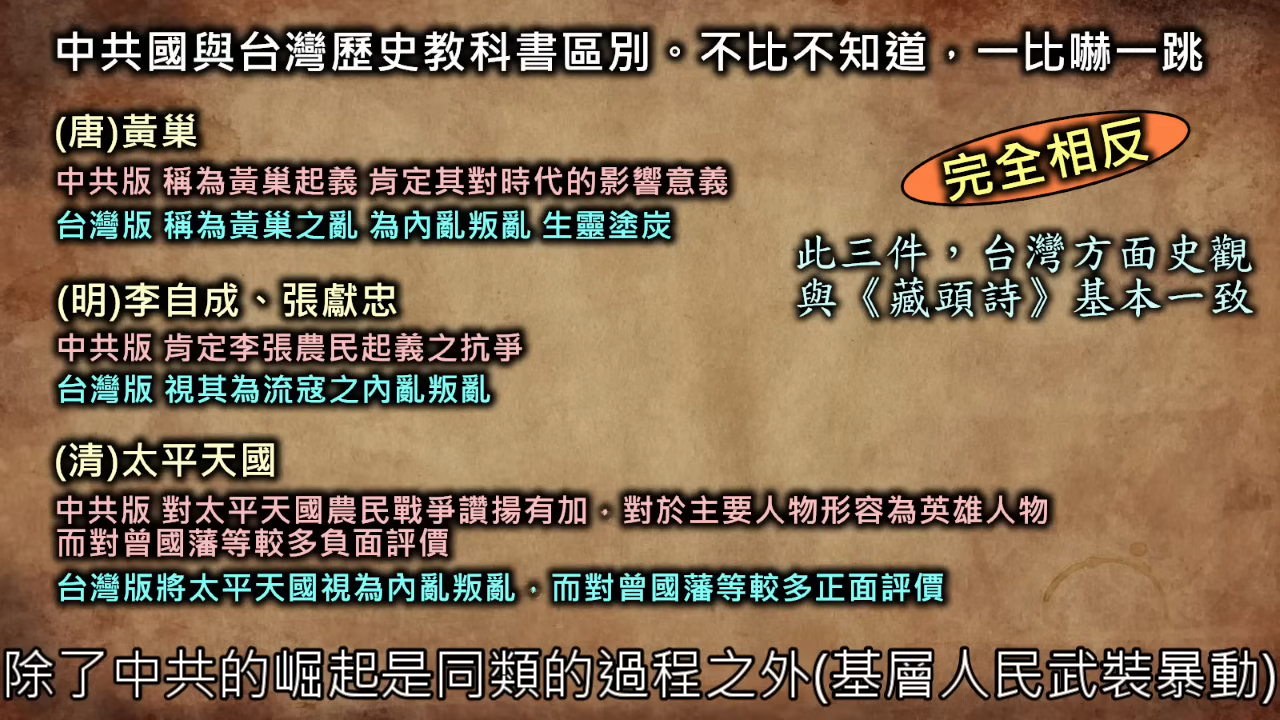 中共國與台灣歷史教科書區別。不比不知道，一比嚇一跳
(唐)黃巢
中共版 稱為黃巢起義 肯定其對時代的影響意義
台灣版 稱為黃巢之亂 為內亂叛亂 生靈塗炭
完全相反
此三件，台灣方面史觀
與《藏頭詩》基本一致
(明)李自成、張獻忠
中共版 肯定李張農民起義之抗爭
台灣版 視其為流寇之內亂叛亂
(清)太平天國
中共版 對太平天國農民戰爭讚揚有加，對於主要人物形容為英雄人物
而對曾國藩等較多負面評價
台灣版將太平天國視為內亂叛亂，而對曾國藩等較多正面評價
除了中共的崛起是同類的過程之外(基層人民武裝暴動)